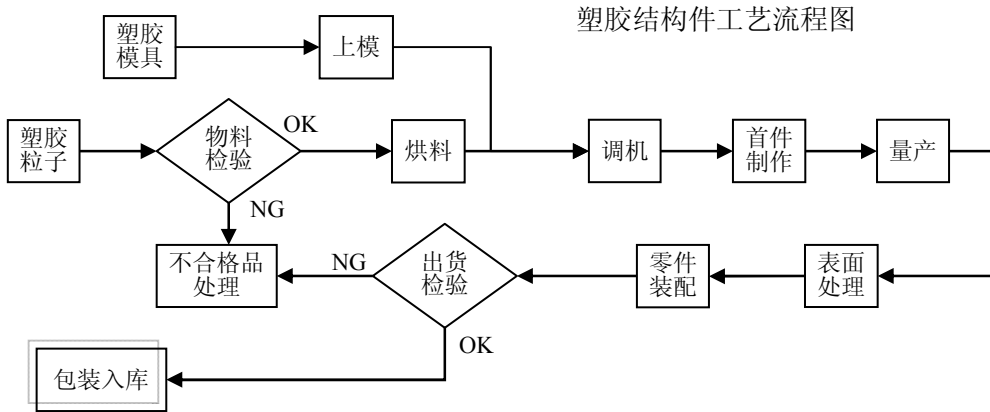 塑胶结构件工艺流程图
塑胶
模具
上模
塑胶
粒子
物料
检验
OK
烘料
调机
首件
制作
量产
NG
不合格品
处理
NG
出货
检验
零件
装配
表面
处理
OK
包装入库